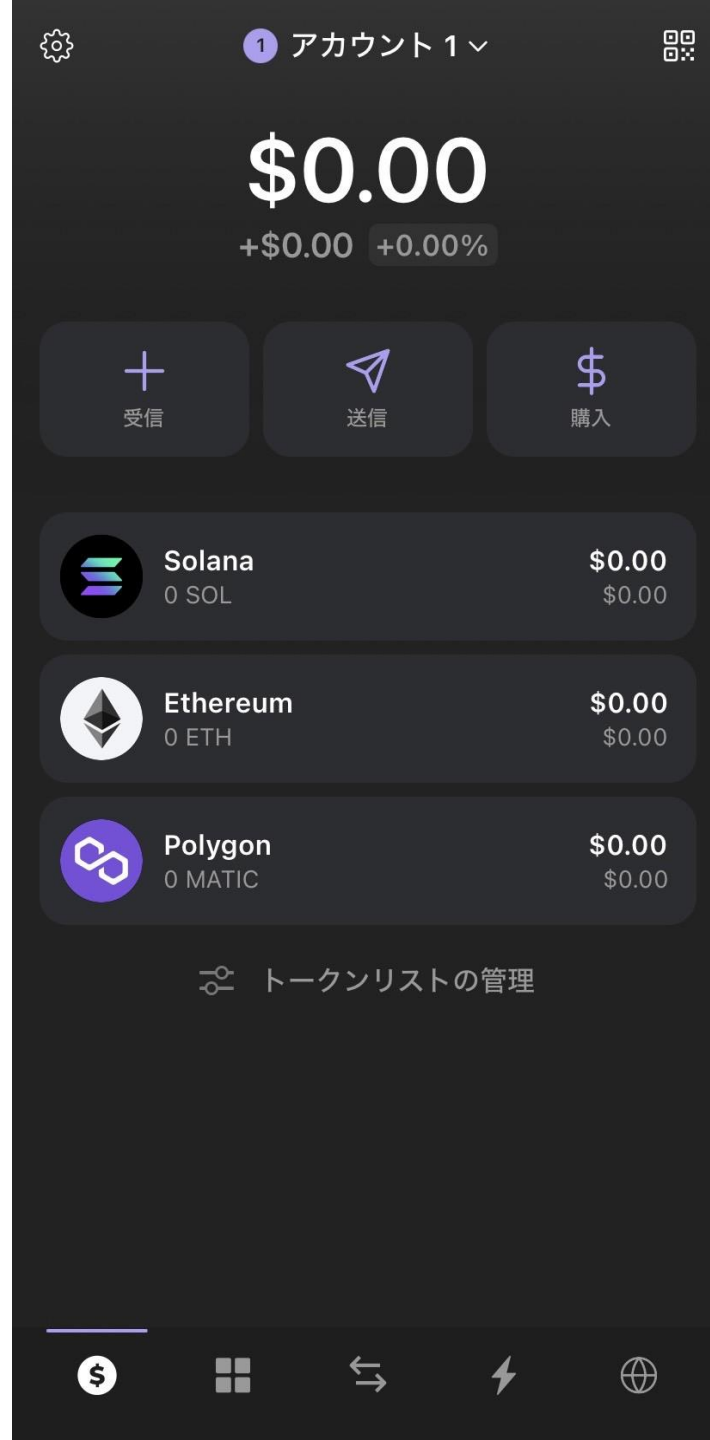 1 アカウント 1
$0.00
+$0.00 +0.00%
受信 送信 購入
Solana $0.00
0 SOL $0.00
Ethereum $0.00
0 ETH $0.00
Polygon $0.00
0 MATIC $0.00
トークンリストの管理